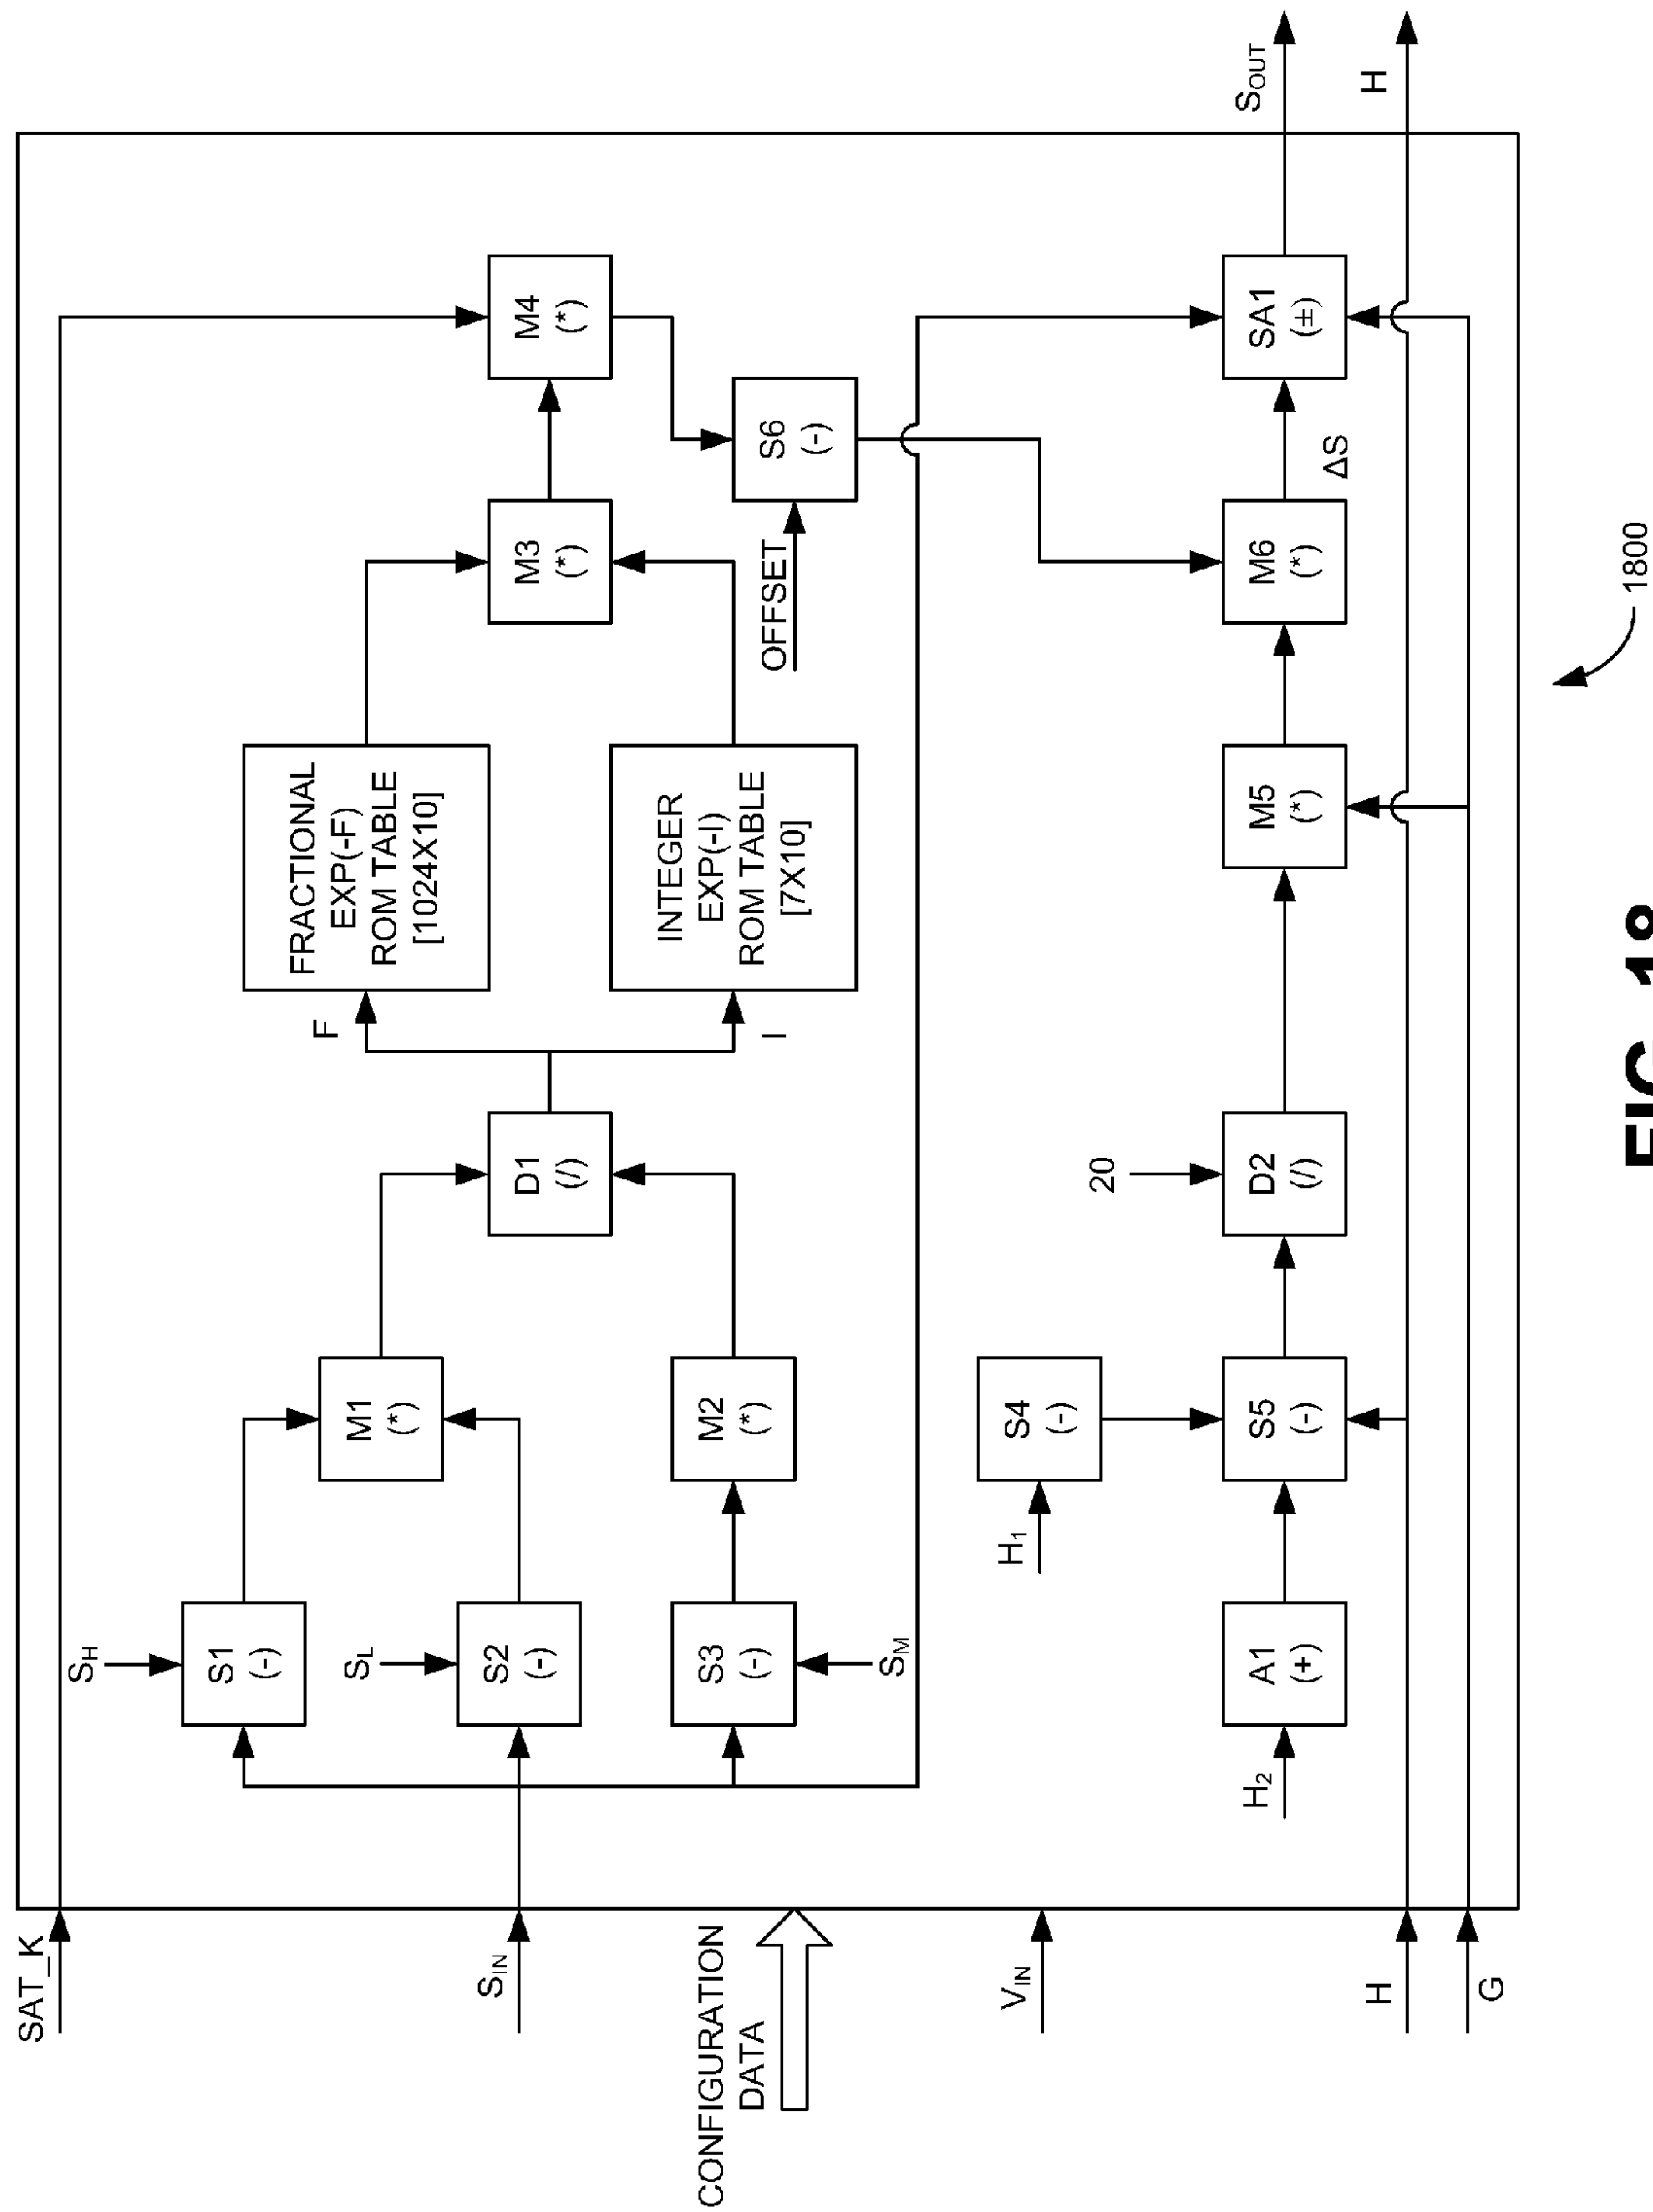 SAT_K
S_H
S1
(-)
M1
(*)
FRACTIONAL
EXP(-F)
ROM TABLE
[1024X10]
F
S_L
S_IN
S2
(-)
D1
(/)
M3
(*)
M4
(*)
I
INTEGER
EXP(-I)
ROM TABLE
[7X10]
S3
(-)
M2
(*)
S_M
OFFSET
S6
(-)
CONFIGURATION
DATA
V_IN
H_1
S4
(-)
20
H_2
A1
(+)
S5
(-)
D2
(/)
M5
(*)
M6
(*)
ΔS
SA1
(±)
S_OUT
H
H
G
1800
FIG. 18